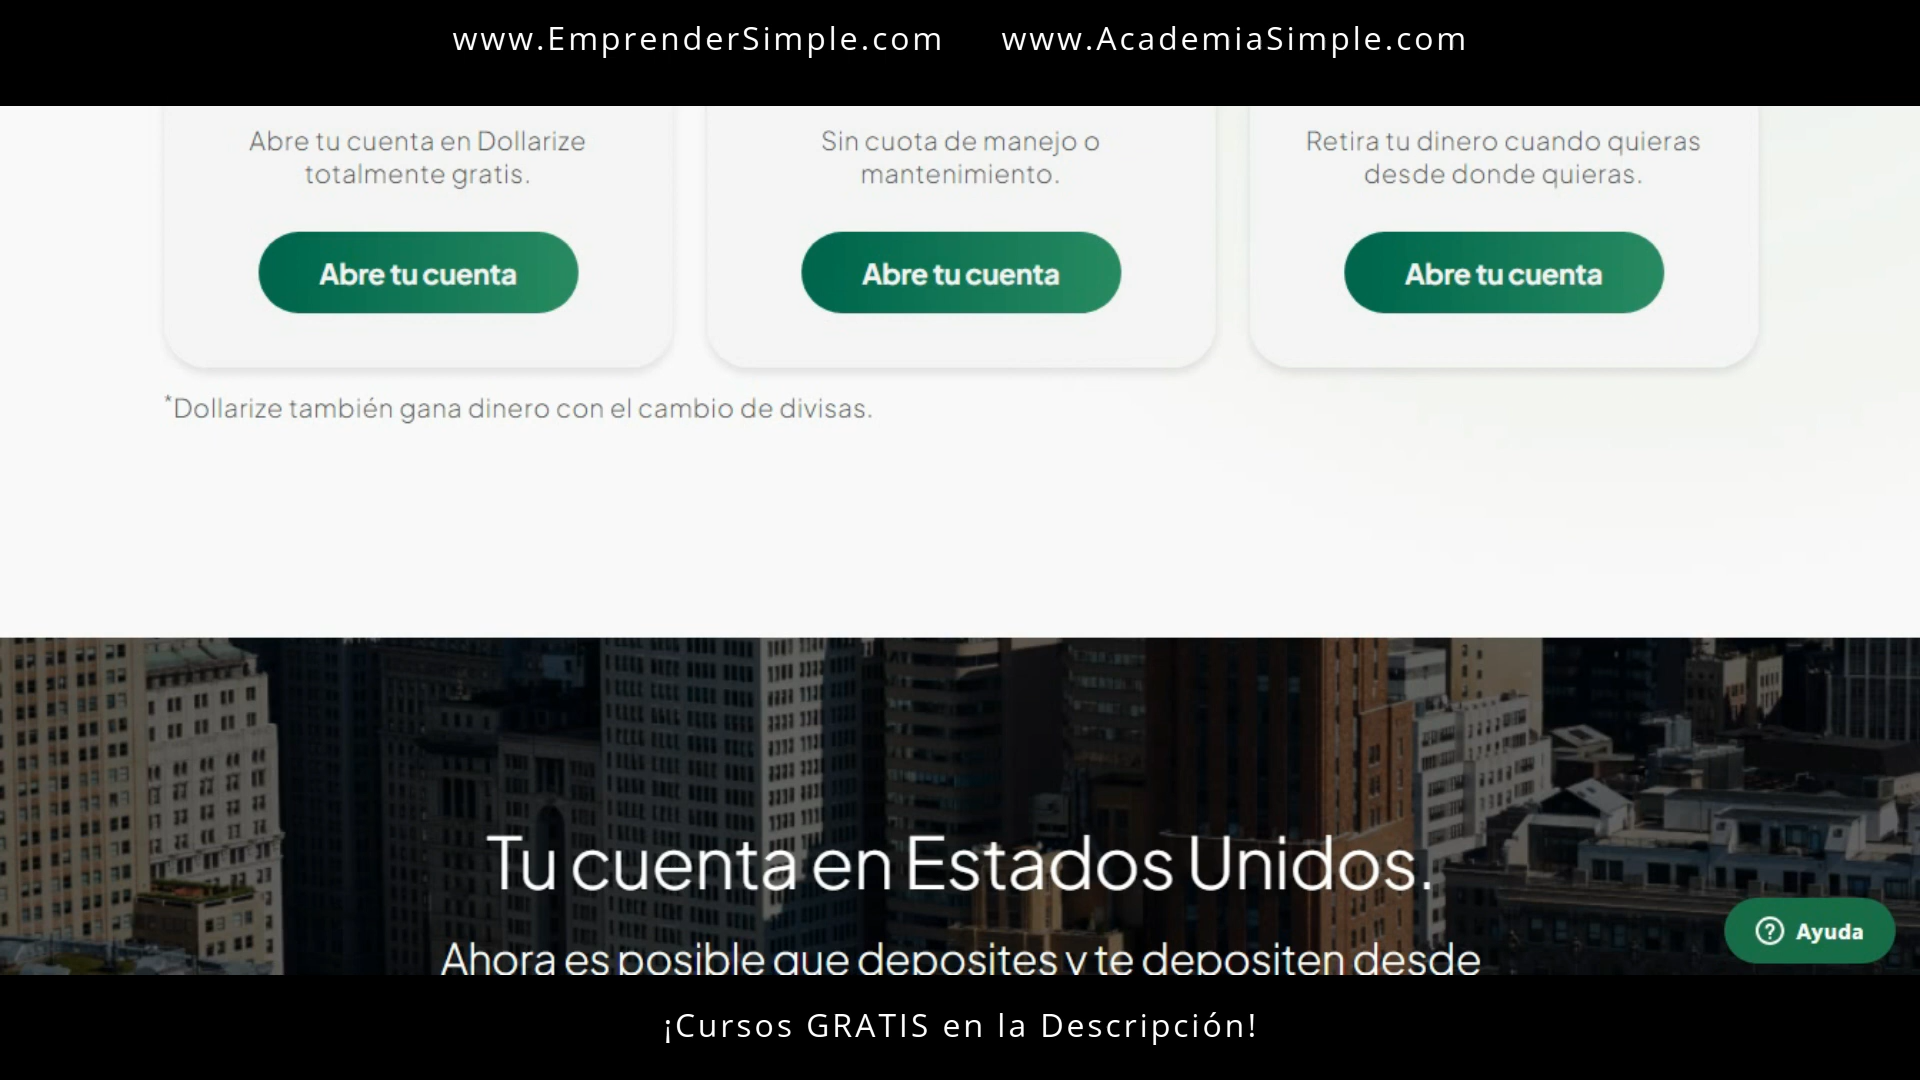 www.EmprenderSimple.com www.AcademiaSimple.com
Abre tu cuenta en Dollarize
totalmente gratis.
Abre tu cuenta
Sin cuota de manejo o
mantenimiento.
Abre tu cuenta
Retira tu dinero cuando quieras
desde donde quieras.
Abre tu cuenta
*Dollarize también gana dinero con el cambio de divisas.
Tu cuenta en Estados Unidos.
Ahora es posible que deposites y te depositen desde
Ayuda
¡Cursos GRATIS en la Descripción!